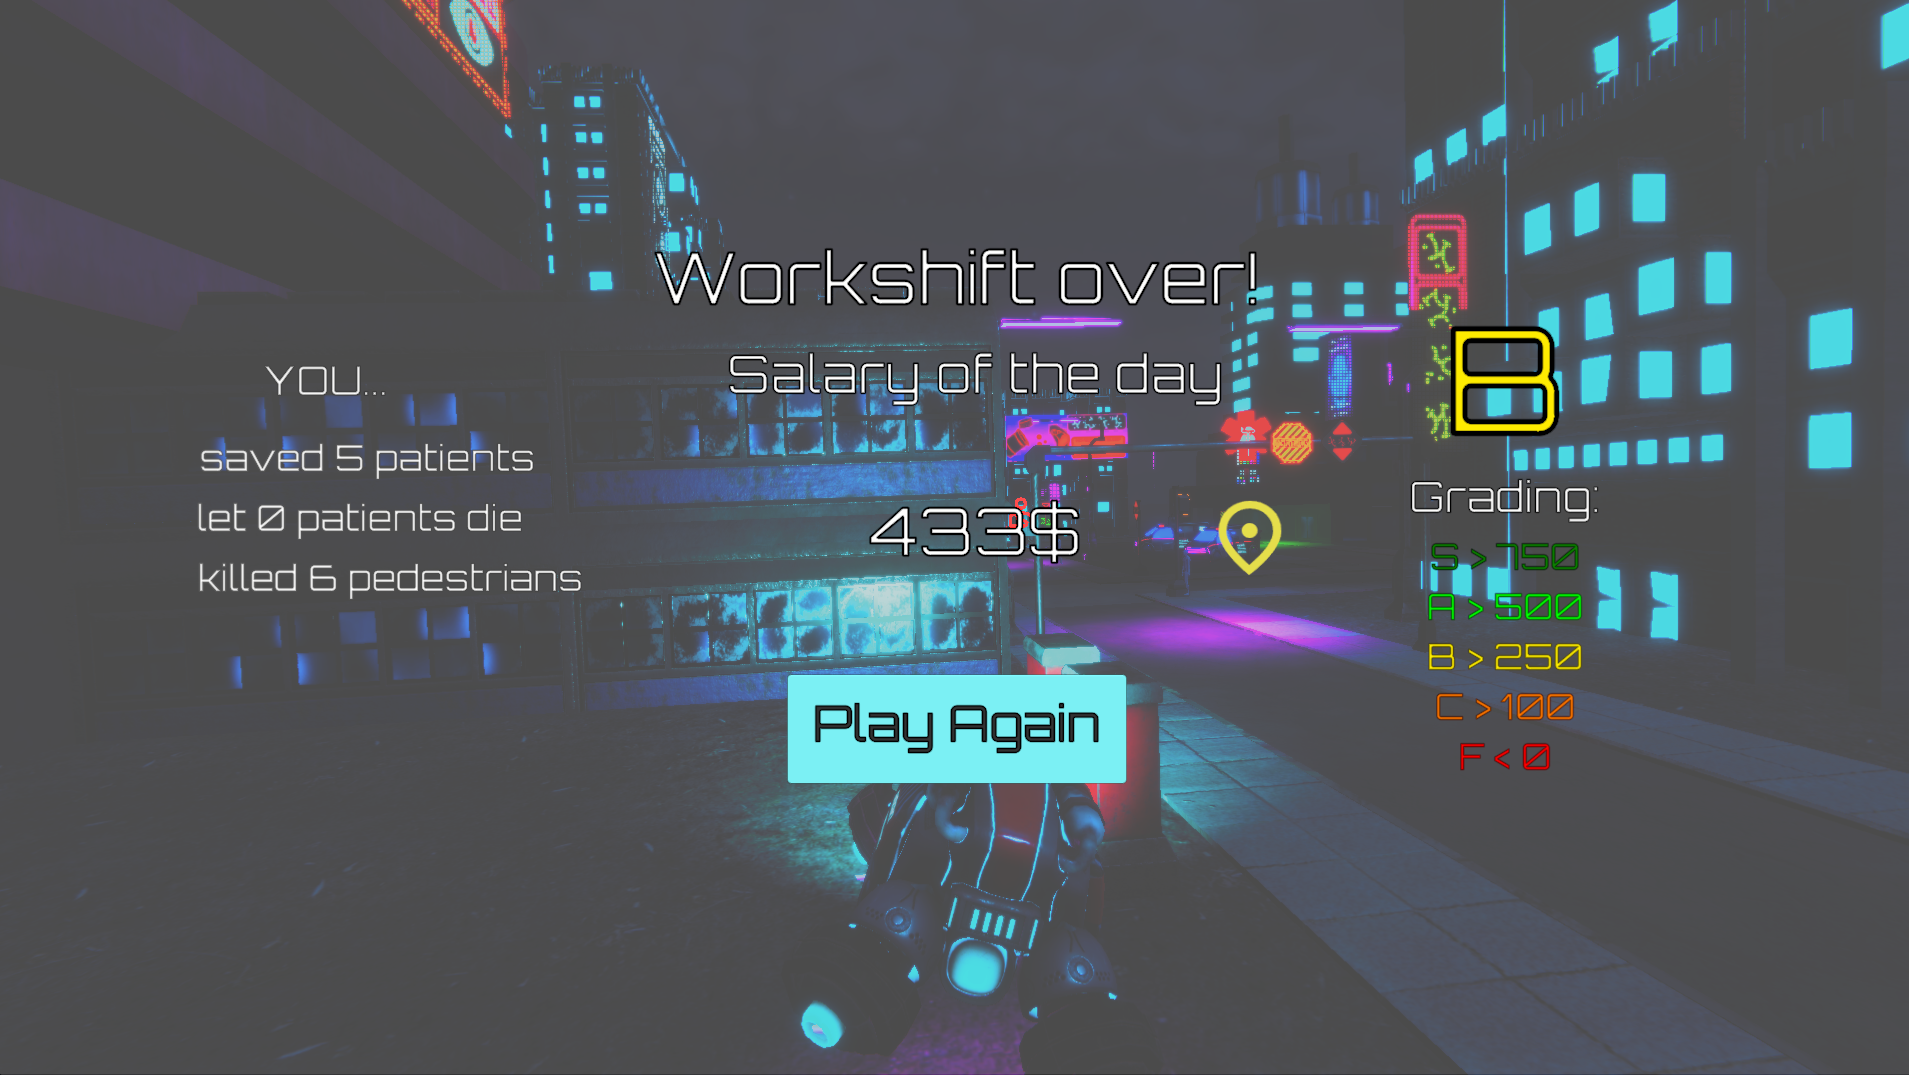 Workshift over!
Salary of the day
433$
YOU...
saved 5 patients
let 0 patients die
killed 6 pedestrians
B
Grading:
S > 750
A > 500
B > 250
C > 100
F < 0
Play Again